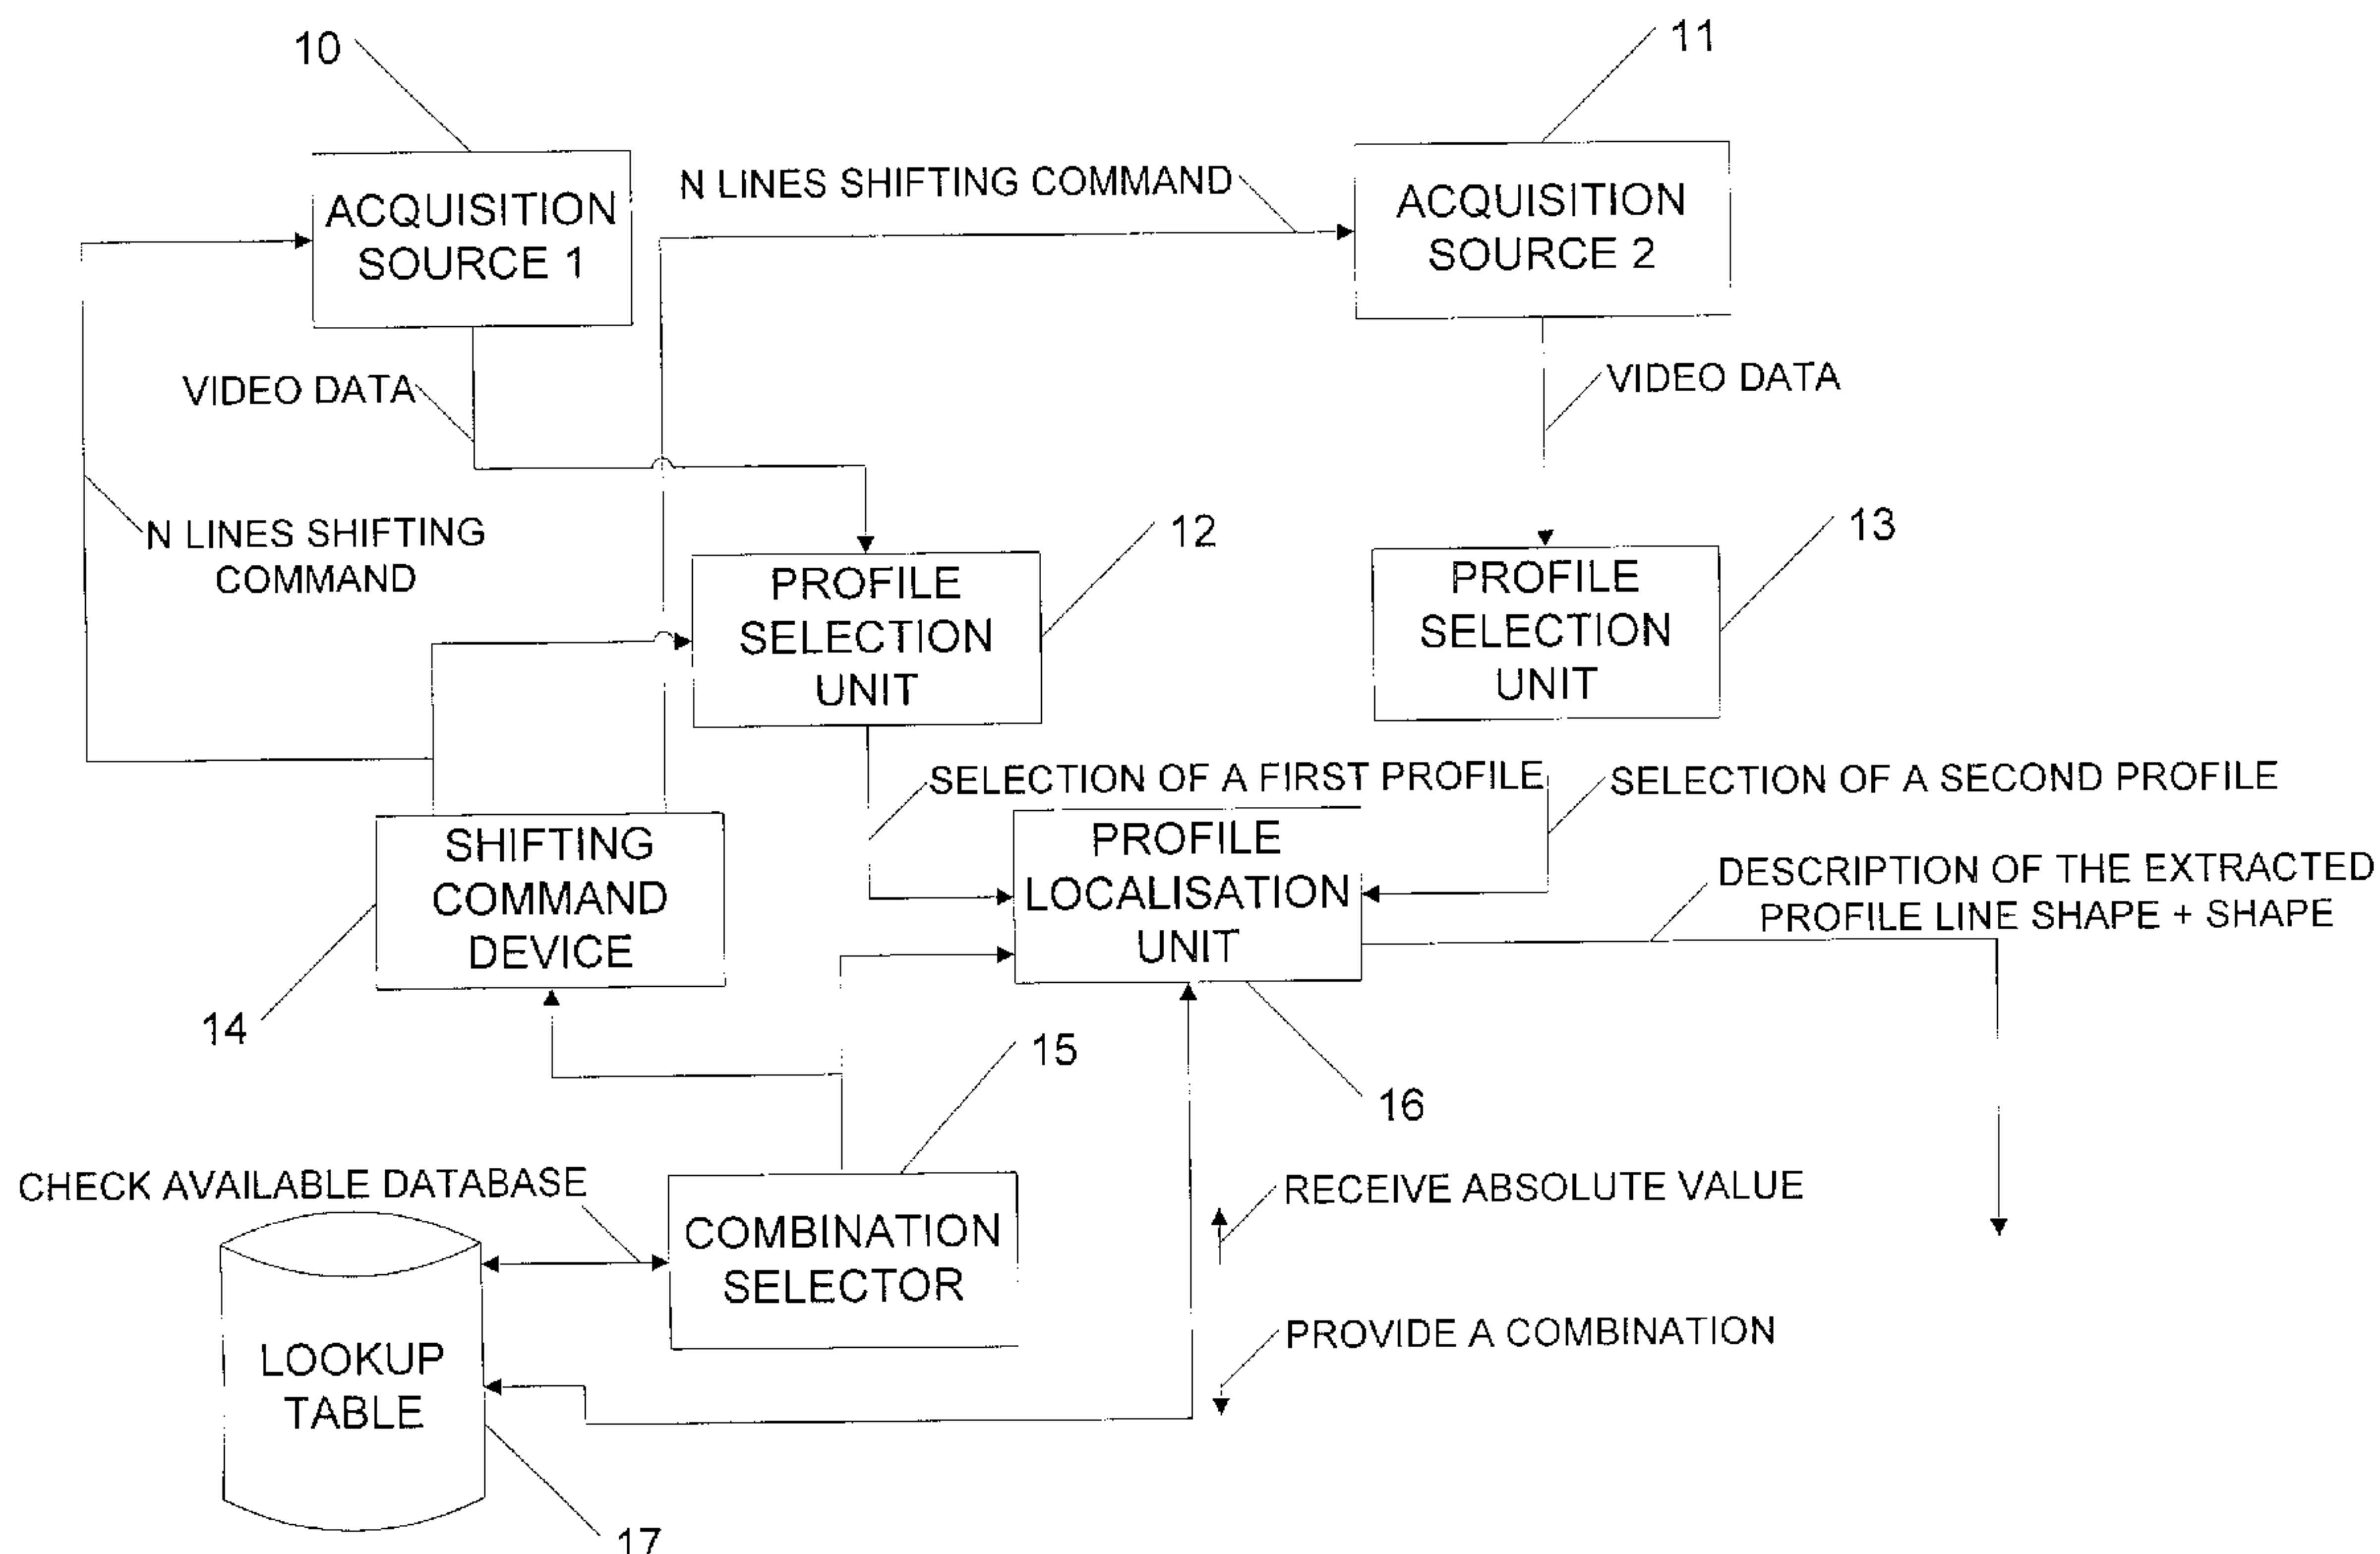 10
11
ACQUISITION
SOURCE 1
N LINES SHIFTING COMMAND
ACQUISITION
SOURCE 2
VIDEO DATA
VIDEO DATA
N LINES SHIFTING
COMMAND
12
13
PROFILE
SELECTION
UNIT
PROFILE
SELECTION
UNIT
SELECTION OF A FIRST PROFILE
SELECTION OF A SECOND PROFILE
SHIFTING
COMMAND
DEVICE
14
PROFILE
LOCALISATION
UNIT
DESCRIPTION OF THE EXTRACTED
PROFILE LINE SHAPE + SHAPE
15
16
CHECK AVAILABLE DATABASE
COMBINATION
SELECTOR
RECEIVE ABSOLUTE VALUE
PROVIDE A COMBINATION
LOOKUP
TABLE
17